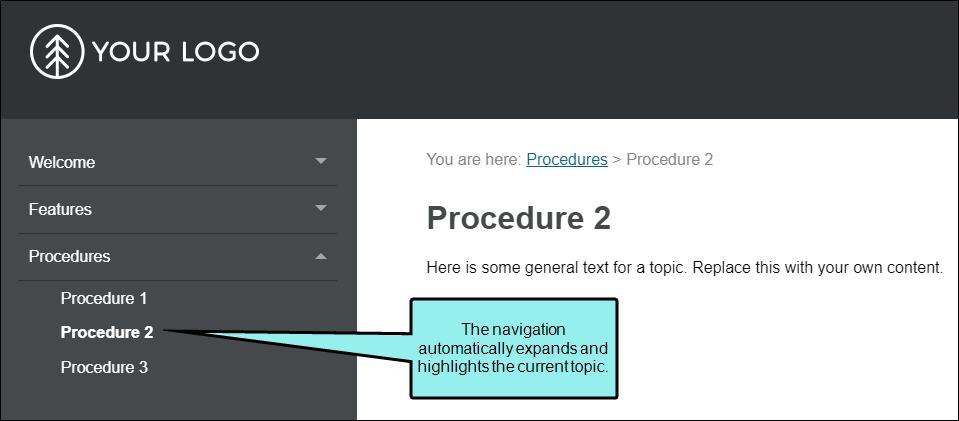 YOUR LOGO
Welcome
Features
Procedures
Procedure 1
Procedure 2
Procedure 3
You are here: Procedures > Procedure 2
Procedure 2
Here is some general text for a topic. Replace this with your own content.
The navigation
automatically expands and
highlights the current topic.